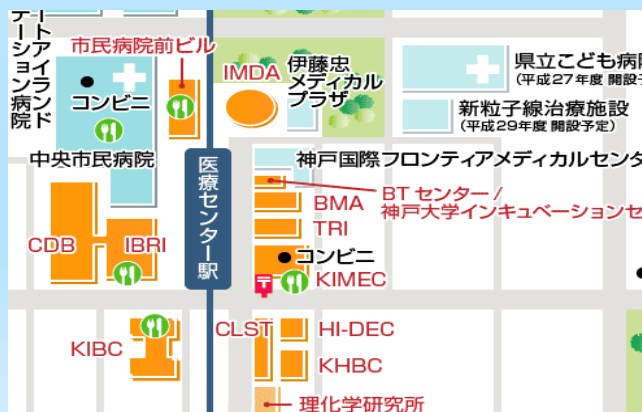 ートアイランド
テーション病院
市民病院前ビル
IMDA
伊藤忠
メディカル
プラザ
県立こども病
(平成27年度 開設
新粒子線治療施設
(平成29年度 開設予定)
コンビニ
中央市民病院
医療センター駅
神戸国際フロンティアメディカルセンタ
BTセンター/
神戸大学インキュベーションセ
BMA
TRI
CDB
IBRI
コンビニ
KIMEC
CLST
HI-DEC
KIBC
KHBC
理化学研究所